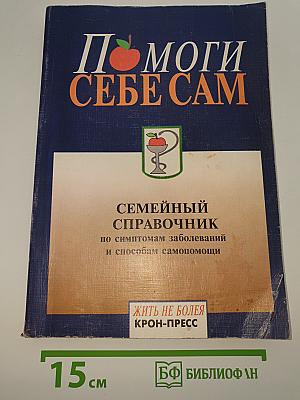 ПОМОГИ
СЕБЕ САМ
СЕМЕЙНЫЙ
СПРАВОЧНИК
по симптомам заболеваний
и способам самопомощи
ЖИТЬ НЕ БОЛЕЯ
КРОН-ПРЕСС
15 см
БФ БИБЛИОФАН